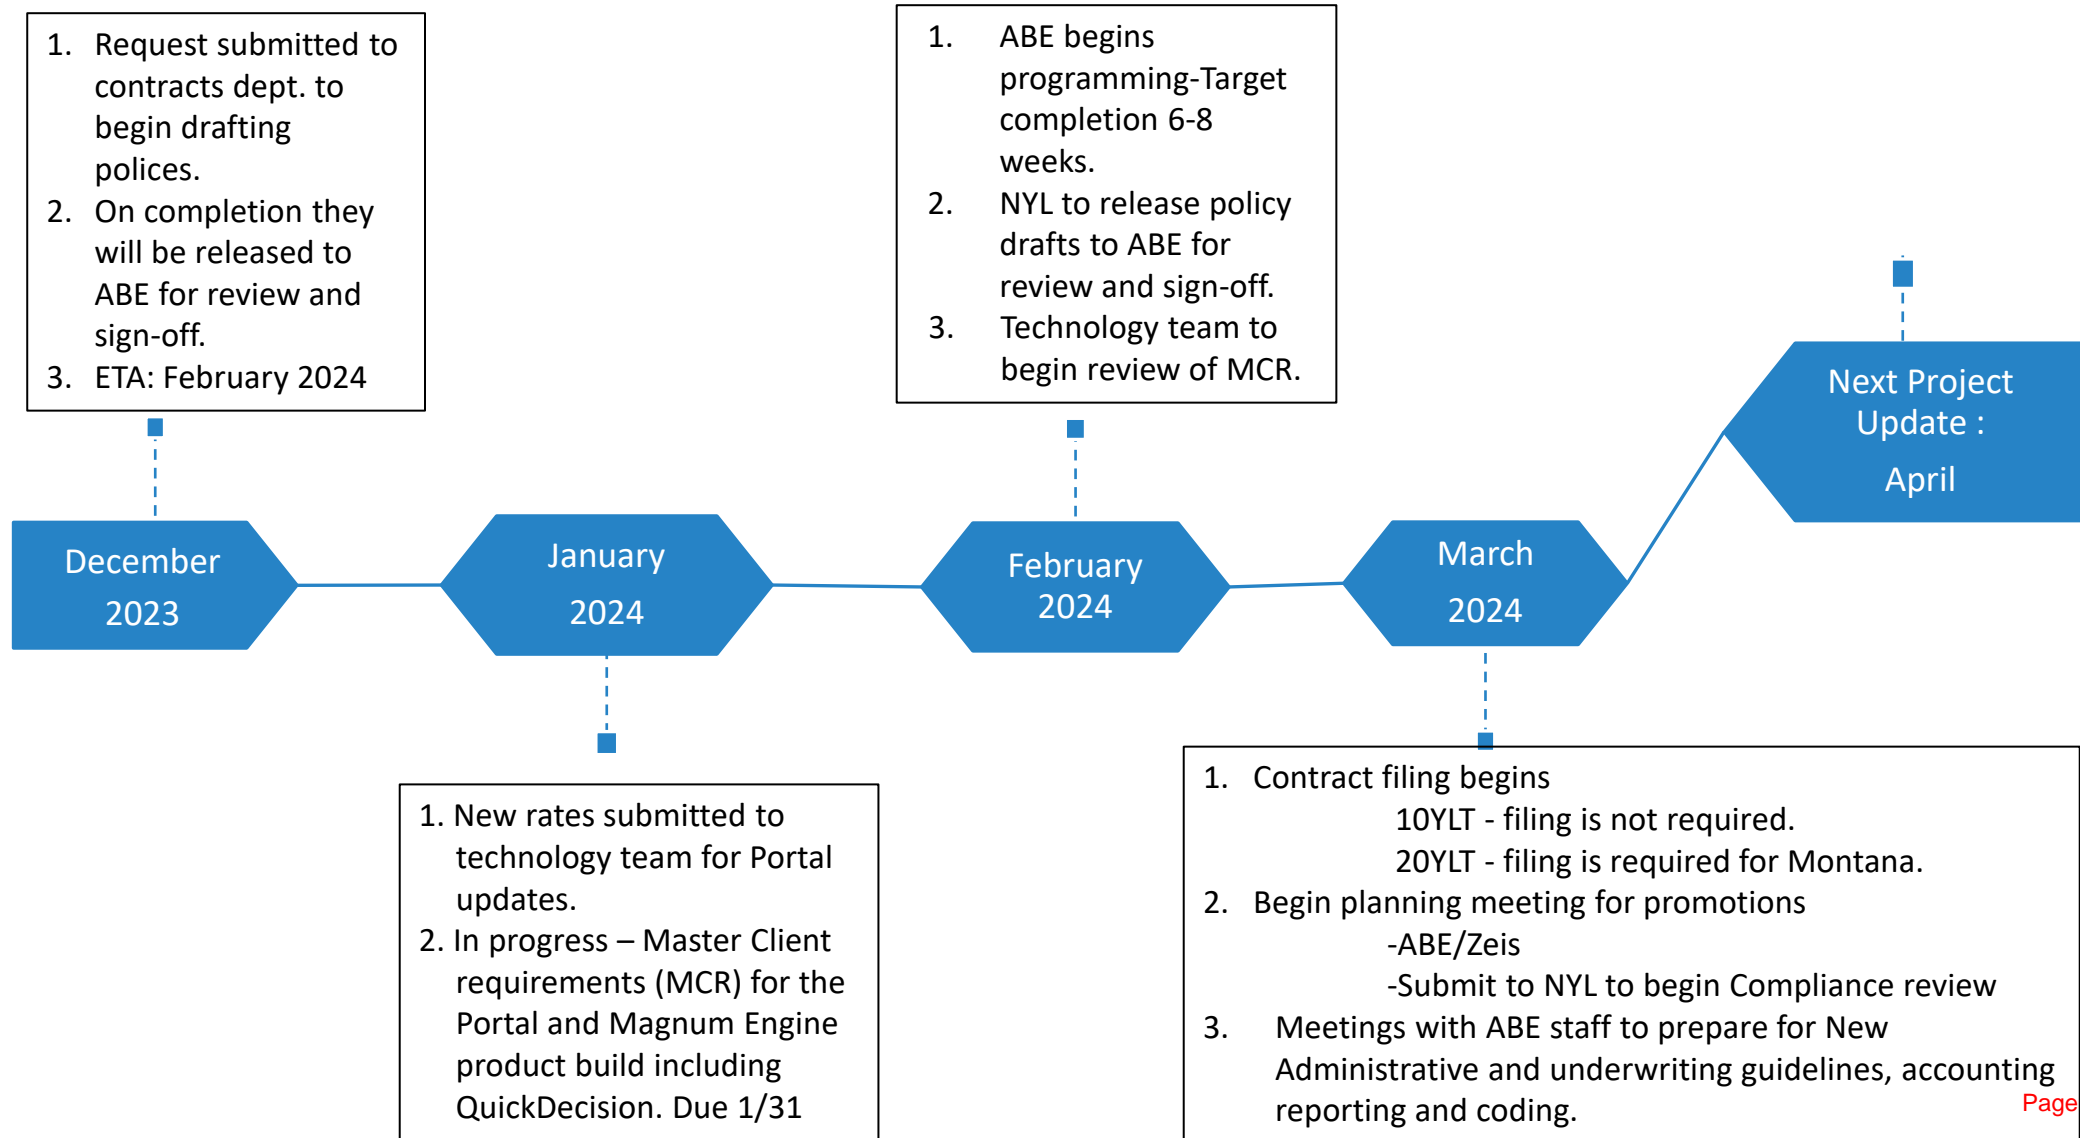 1. Request submitted to
contracts dept. to
begin drafting
polices.
2. On completion they
will be released to
ABE for review and
sign-off.
3. ETA: February 2024
1. ABE begins
programming-Target
completion 6-8
weeks.
2. NYL to release policy
drafts to ABE for
review and sign-off.
3. Technology team to
begin review of MCR.
Next Project
Update :
April
December
2023
January
2024
February
2024
March
2024
1. New rates submitted to
technology team for Portal
updates.
2. In progress – Master Client
requirements (MCR) for the
Portal and Magnum Engine
product build including
QuickDecision. Due 1/31
1. Contract filing begins
10YLT - filing is not required.
20YLT - filing is required for Montana.
2. Begin planning meeting for promotions
-ABE/Zeis
-Submit to NYL to begin Compliance review
3. Meetings with ABE staff to prepare for New
Administrative and underwriting guidelines, accounting
reporting and coding.
Page